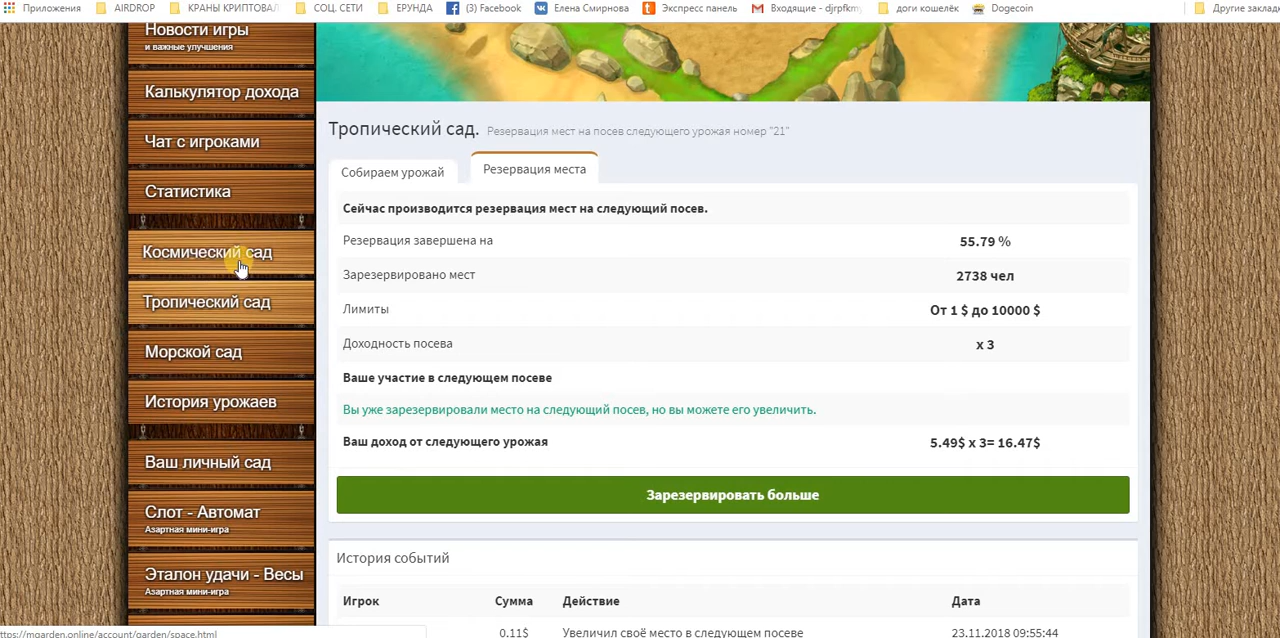 Приложения AIRDROP КРАНЫ КРИПТОВАЛ СОЦ. СЕТИ ЕРУНДА (3) Facebook Елена Смирнова Экспресс панель Входящие - djrpfkm доги кошелёк Dogecoin Другие заклад
Новости игры
и важные улучшения
Калькулятор дохода
Чат с игроками
Статистика
Космический сад
Тропический сад
Морской сад
История урожаев
Ваш личный сад
Слот - Автомат
Азартная мини-игра
Эталон удачи - Весы
Азартная мини-игра
Тропический сад. Резервация мест на посев следующего урожая номер "21"
Собираем урожай Резервация места
Сейчас производится резервация мест на следующий посев.
Резервация завершена на 55.79 %
Зарезервировано мест 2738 чел
Лимиты От 1 $ до 10000 $
Доходность посева x 3
Ваше участие в следующем посеве
Вы уже зарезервировали место на следующий посев, но вы можете его увеличить.
Ваш доход от следующего урожая 5.49$ x 3= 16.47$
Зарезервировать больше
История событий
Игрок Сумма Действие Дата
0.11$ Увеличил своё место в следующем посеве 23.11.2018 09:55:44
ttps://mgarden.online/account/garden/space.html